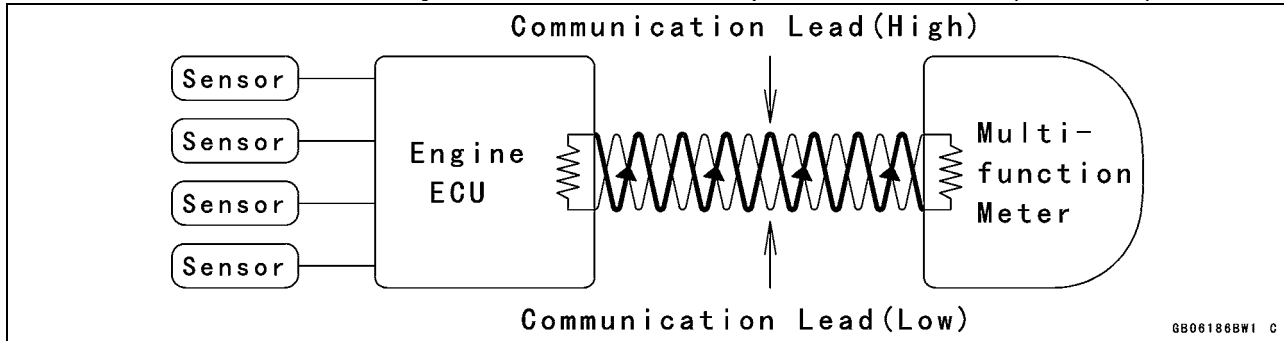 Communication Lead(High)
Sensor
Sensor
Sensor
Sensor
Engine
ECU
Multi-
function
Meter
Communication Lead(Low)
GB06186BW1 C